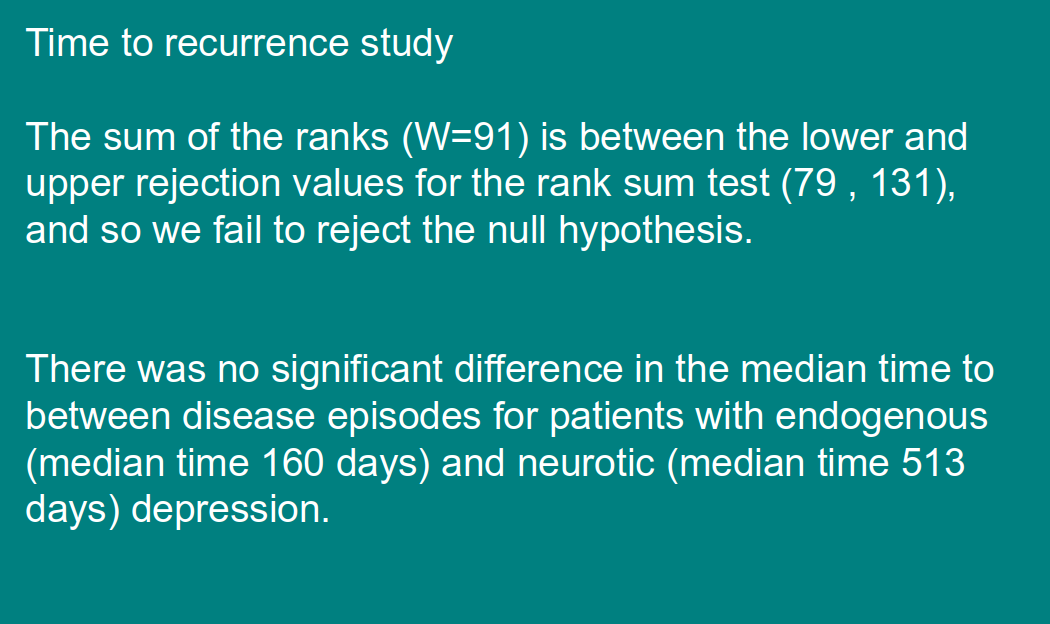 Time to recurrence study
The sum of the ranks (W=91) is between the lower and
upper rejection values for the rank sum test (79 , 131),
and so we fail to reject the null hypothesis.
There was no significant difference in the median time to
between disease episodes for patients with endogenous
(median time 160 days) and neurotic (median time 513
days) depression.